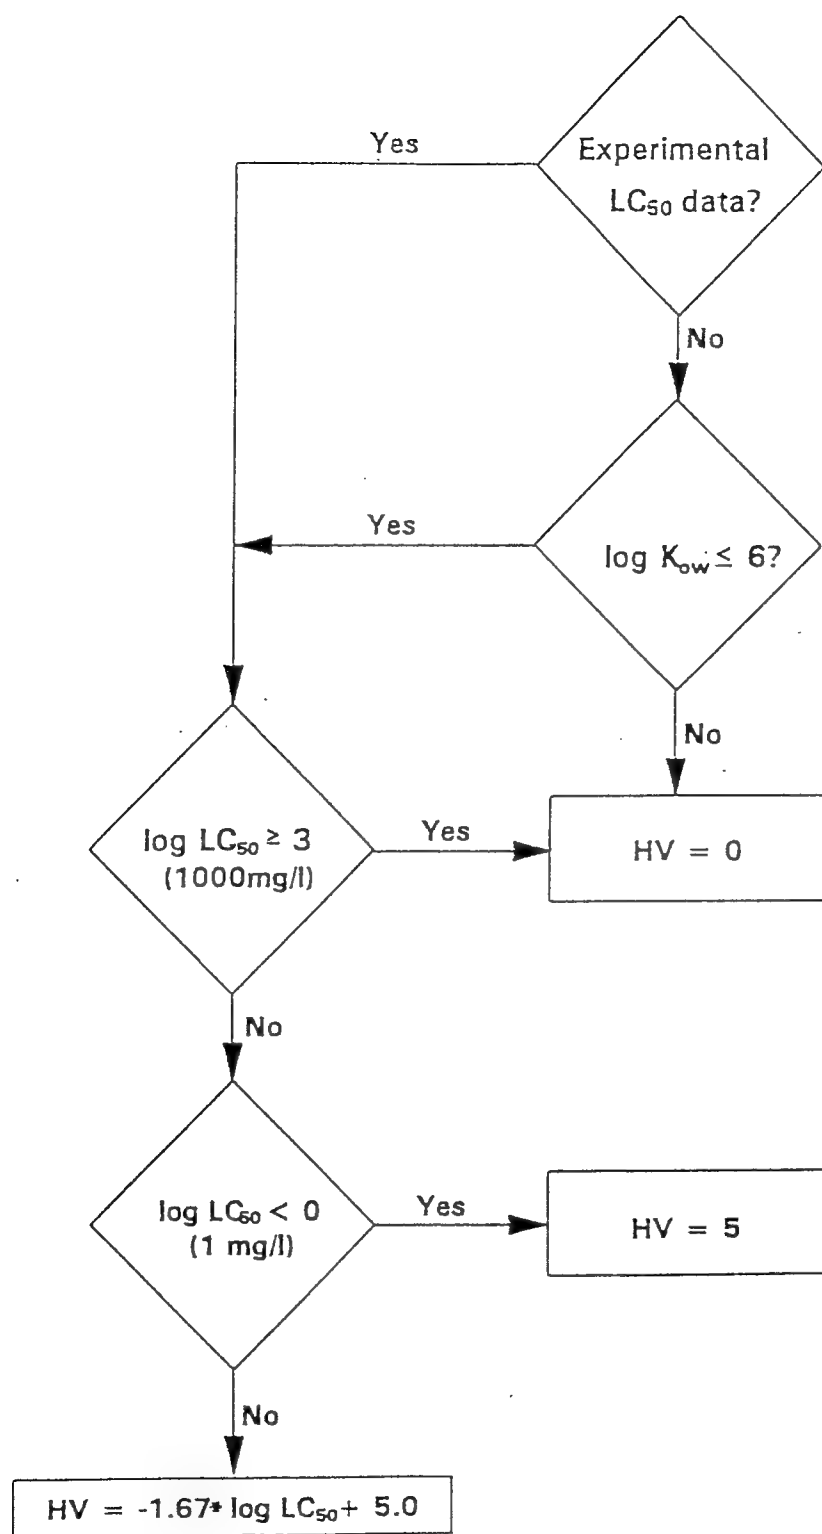 Experimental
LC₅₀ data?
Yes
No
log Kow ≤ 6?
Yes
No
log LC₅₀ ≥ 3
(1000mg/l)
Yes
HV = 0
No
log LC₅₀ < 0
(1 mg/l)
Yes
HV = 5
No
HV = -1.67* log LC₅₀ + 5.0